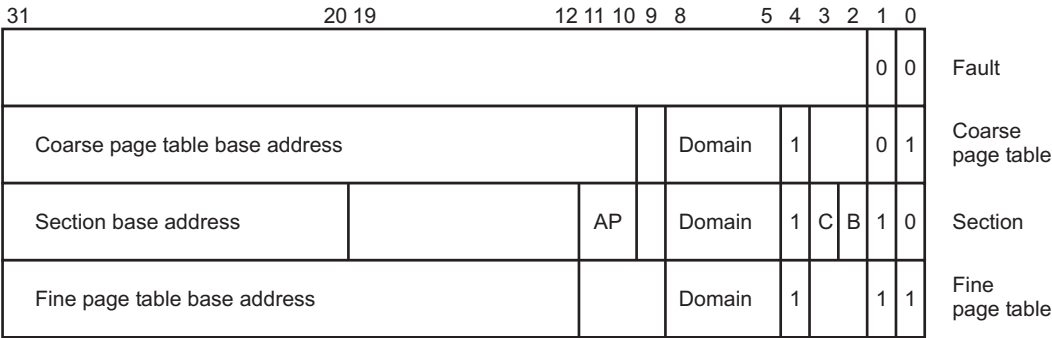 31 20 19 12 11 10 9 8 5 4 3 2 1 0
0 0 Fault
Coarse page table base address Domain 1 0 1 Coarse
page table
Section base address AP Domain 1 C B 1 0 Section
Fine page table base address Domain 1 1 1 Fine
page table